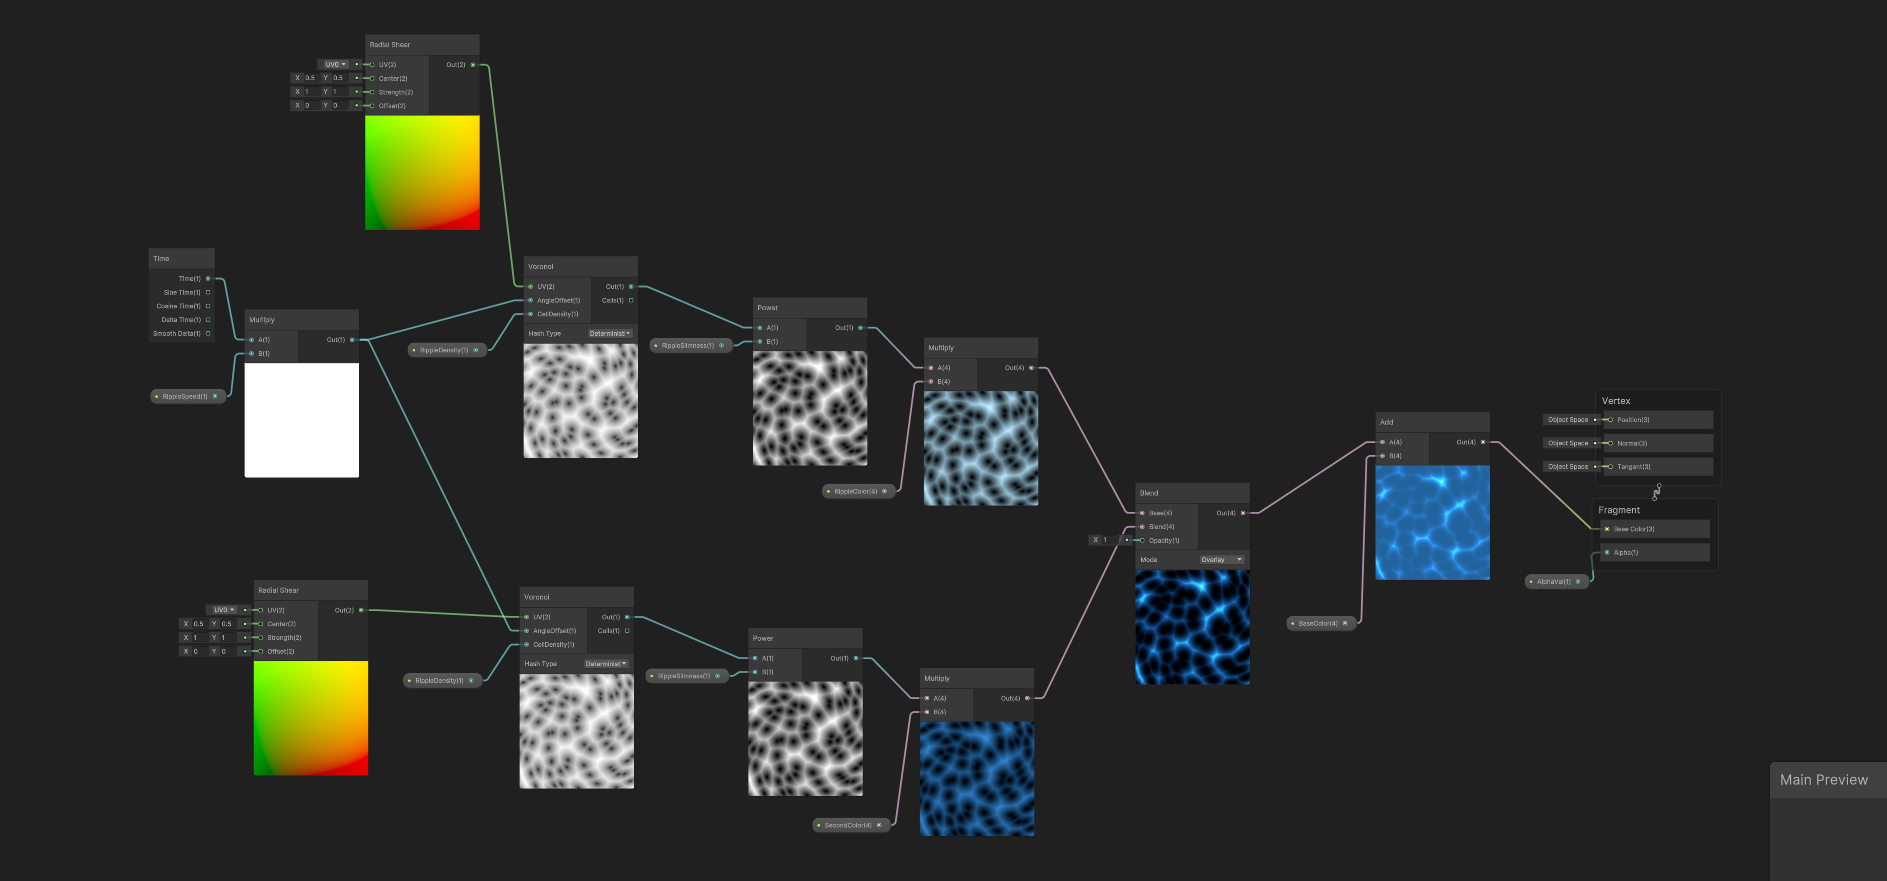 Radial Shear
UV0 UV(2) Out(2)
X 0.5 Y 0.5 Center(2)
X 1 Y 1 Strength(2)
X 0 Y 0 Offset(2)
Time
Time(1)
Sine Time(1)
Cosine Time(1)
Delta Time(1)
Smooth Delta(1)
Multiply
A(1) Out(1)
B(1)
RippleSpeed(1)
Voronoi
UV(2) Out(1)
AngleOffset(1) Cells(1)
CellDensity(1)
Hash Type Determinist
RippleDensity(1)
Power
A(1) Out(1)
B(1)
RippleSlimness(1)
Multiply
A(4) Out(4)
B(4)
RippleColor(4)
Radial Shear
UV0 UV(2) Out(2)
X 0.5 Y 0.5 Center(2)
X 1 Y 1 Strength(2)
X 0 Y 0 Offset(2)
Voronoi
UV(2) Out(1)
AngleOffset(1) Cells(1)
CellDensity(1)
Hash Type Determinist
RippleDensity(1)
Power
A(1) Out(1)
B(1)
RippleSlimness(1)
Multiply
A(4) Out(4)
B(4)
SecondColor(4)
Blend
Base(4) Out(4)
Blend(4)
X 1 Opacity(1)
Mode Overlay
Add
A(4) Out(4)
B(4)
BaseColor(4)
Vertex
Object Space Position(3)
Object Space Normal(3)
Object Space Tangent(3)
Fragment
Base Color(3)
Alpha(1)
AlphaVal(1)
Main Preview